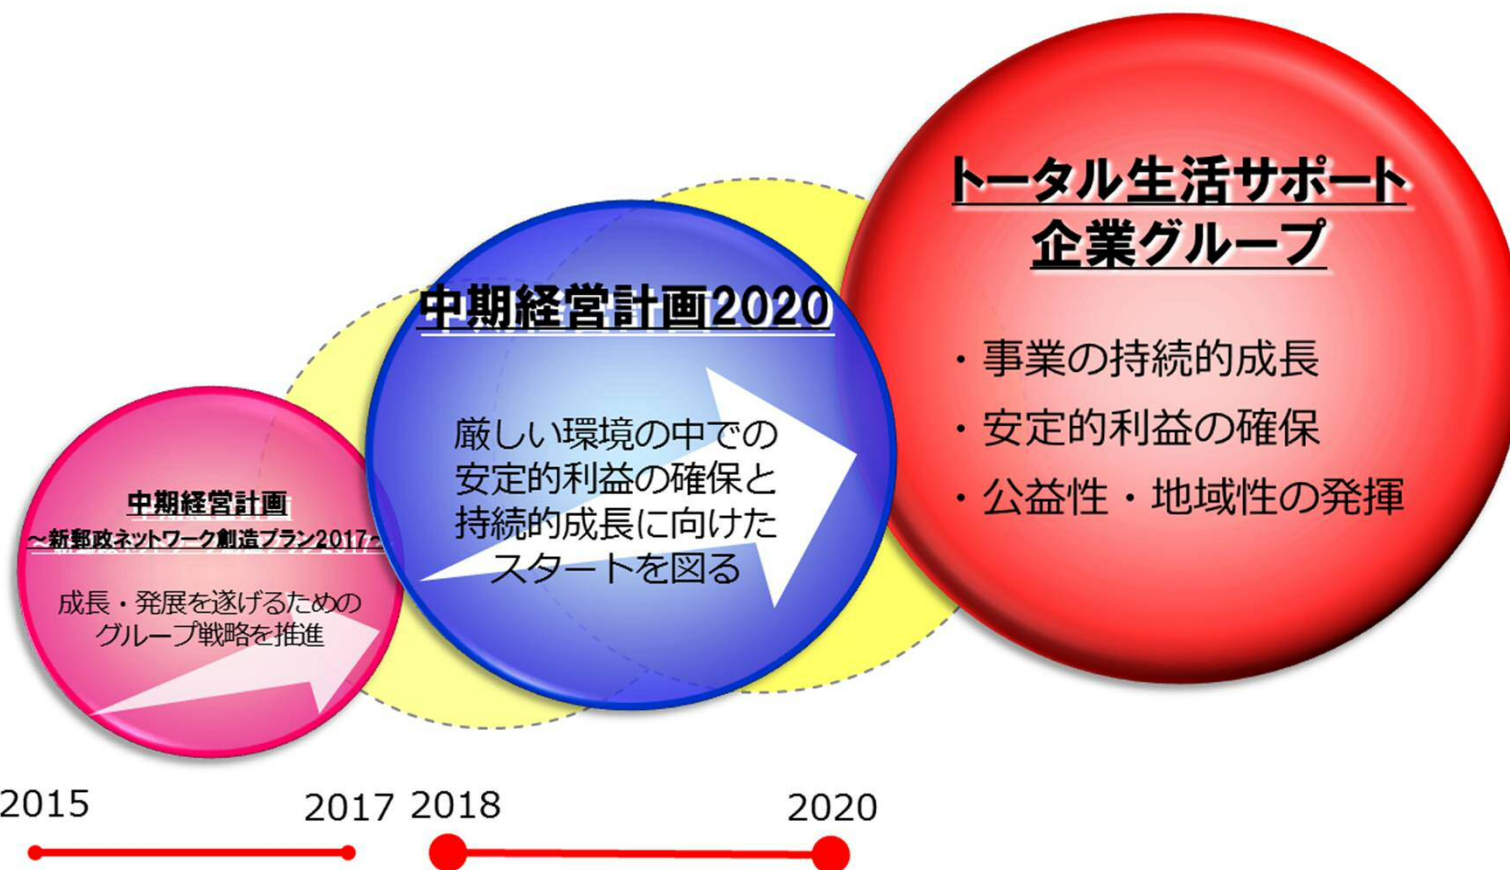 トータル生活サポート
企業グループ
・事業の持続的成長
・安定的利益の確保
・公益性・地域性の発揮
中期経営計画2020
厳しい環境の中での
安定的利益の確保と
持続的成長に向けた
スタートを図る
中期経営計画
～新郵政ネットワーク創造プラン2017～
成長・発展を遂げるための
グループ戦略を推進
2015
2017
2018
2020